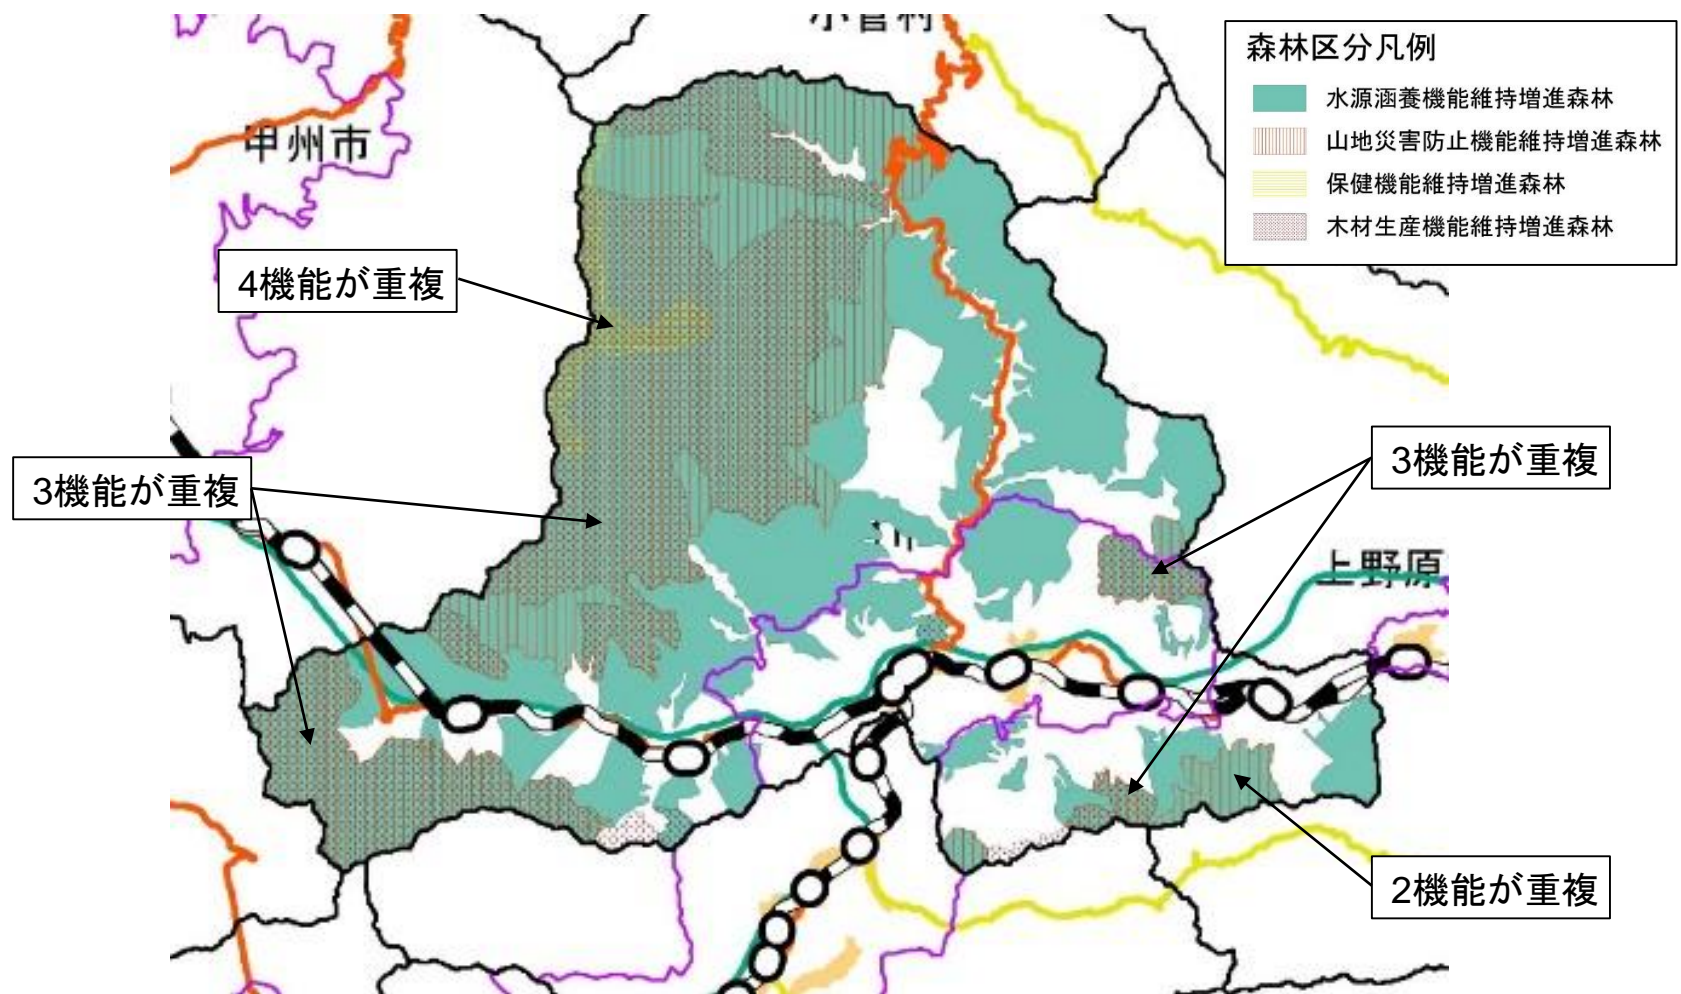 小菅村
森林区分凡例
水源涵養機能維持増進森林
山地災害防止機能維持増進森林
保健機能維持増進森林
木材生産機能維持増進森林
甲州市
4機能が重複
3機能が重複
3機能が重複
上野原
2機能が重複